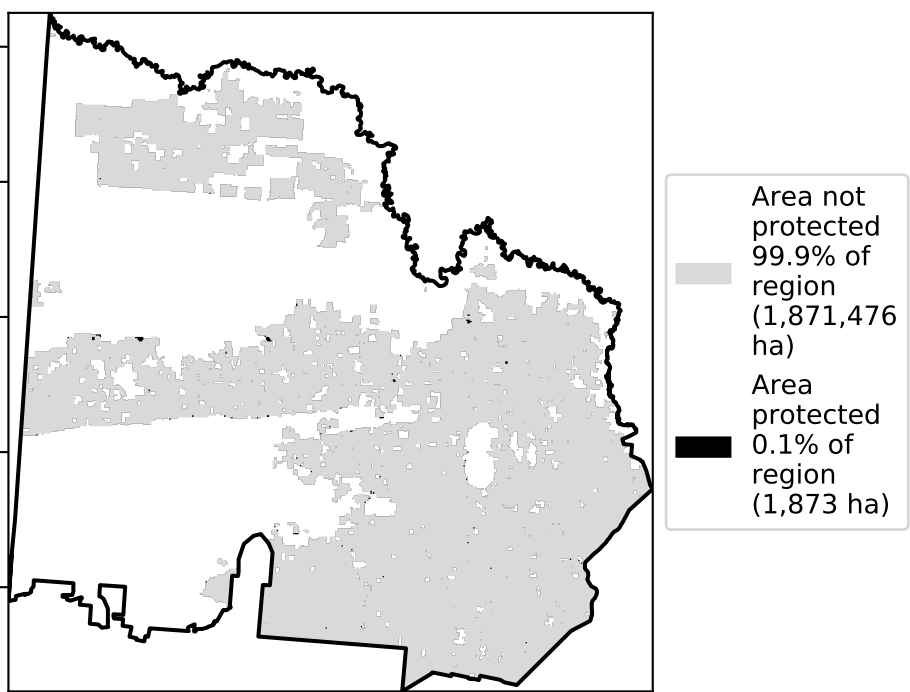 Area not
protected
99.9% of
region
(1,871,476
ha)
Area
protected
0.1% of
region
(1,873 ha)